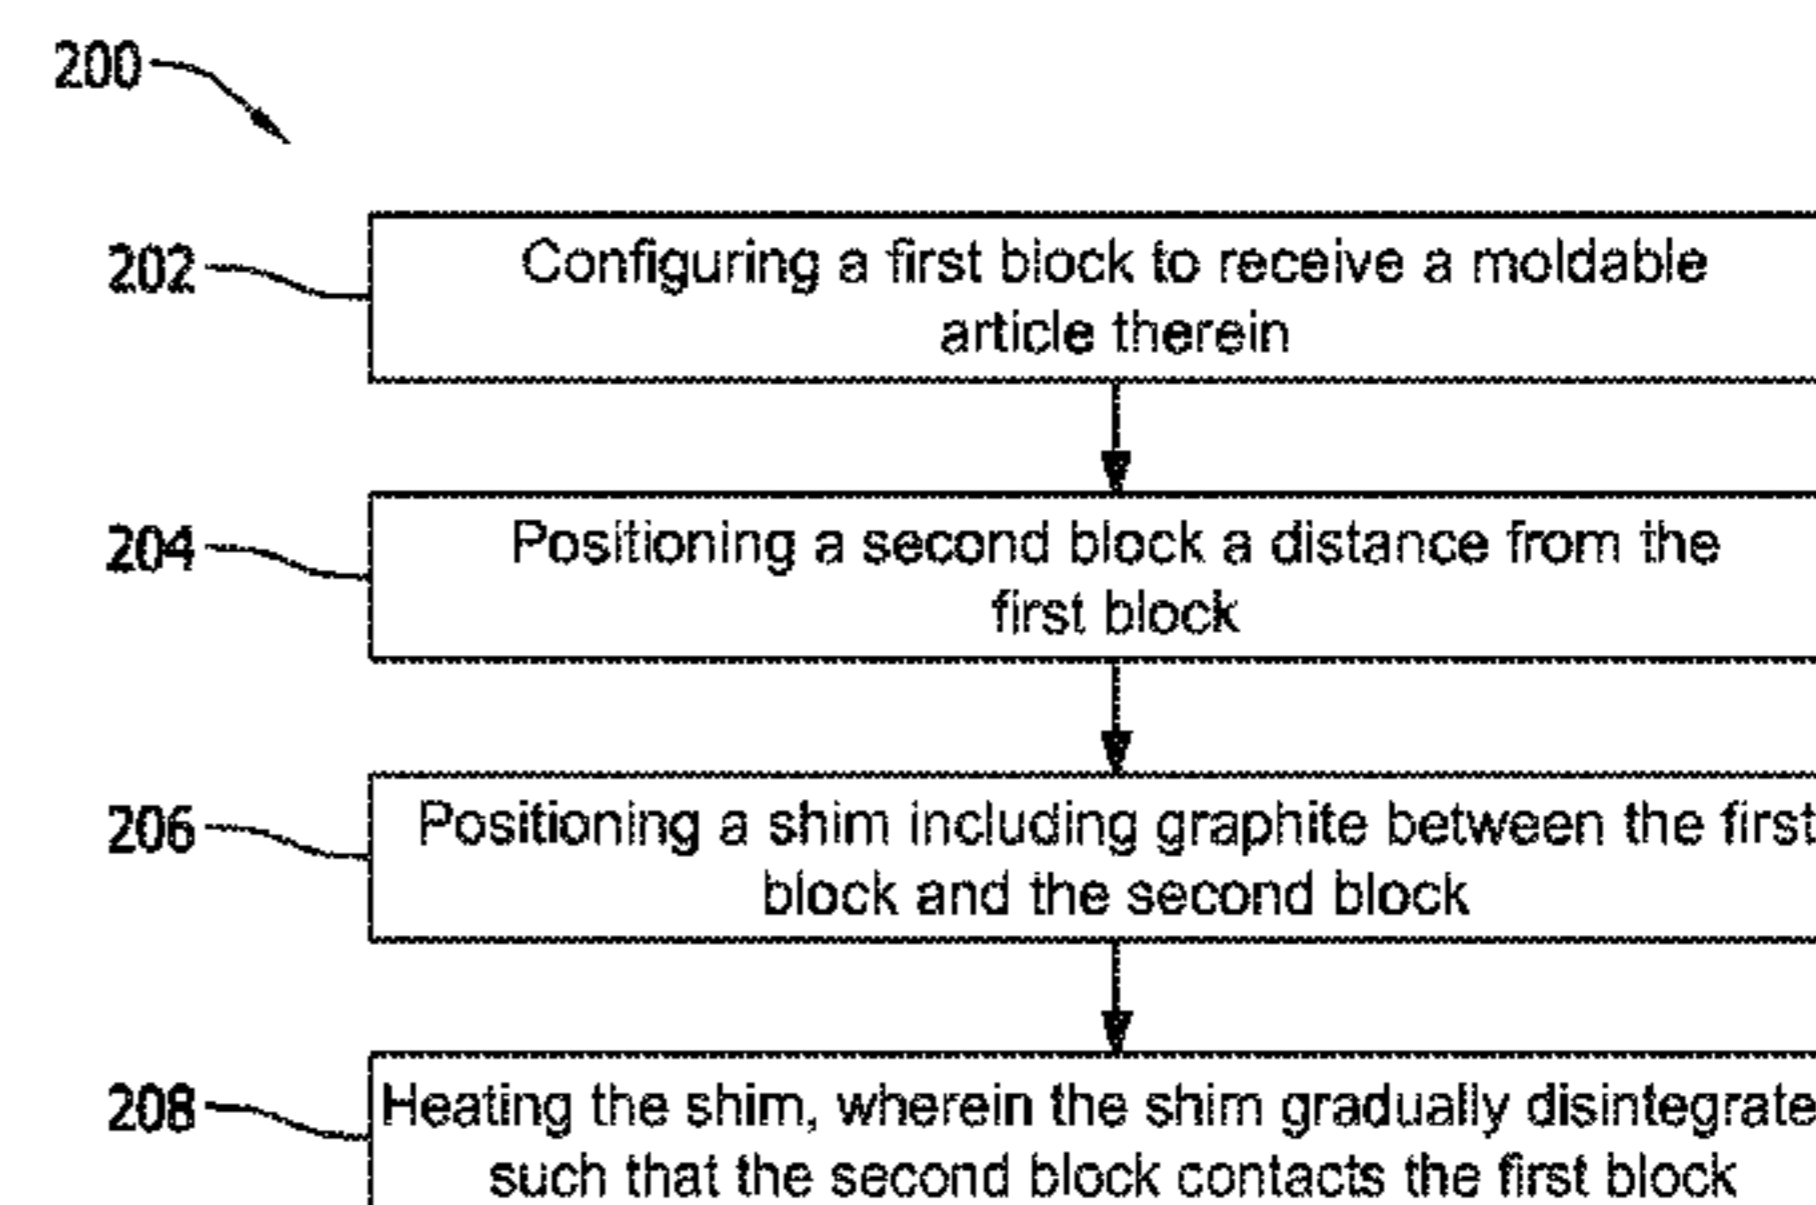 200
202
Configuring a first block to receive a moldable
article therein
204
Positioning a second block a distance from the
first block
206
Positioning a shim including graphite between the first
block and the second block
208
Heating the shim, wherein the shim gradually disintegrate
such that the second block contacts the first block